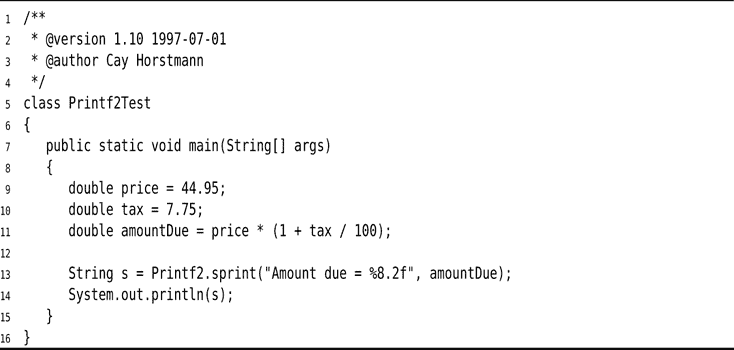 1 /**
2  * @version 1.10 1997-07-01
3  * @author Cay Horstmann
4  */
5 class Printf2Test
6 {
7    public static void main(String[] args)
8    {
9       double price = 44.95;
10       double tax = 7.75;
11       double amountDue = price * (1 + tax / 100);
12
13       String s = Printf2.sprint("Amount due = %8.2f", amountDue);
14       System.out.println(s);
15    }
16 }